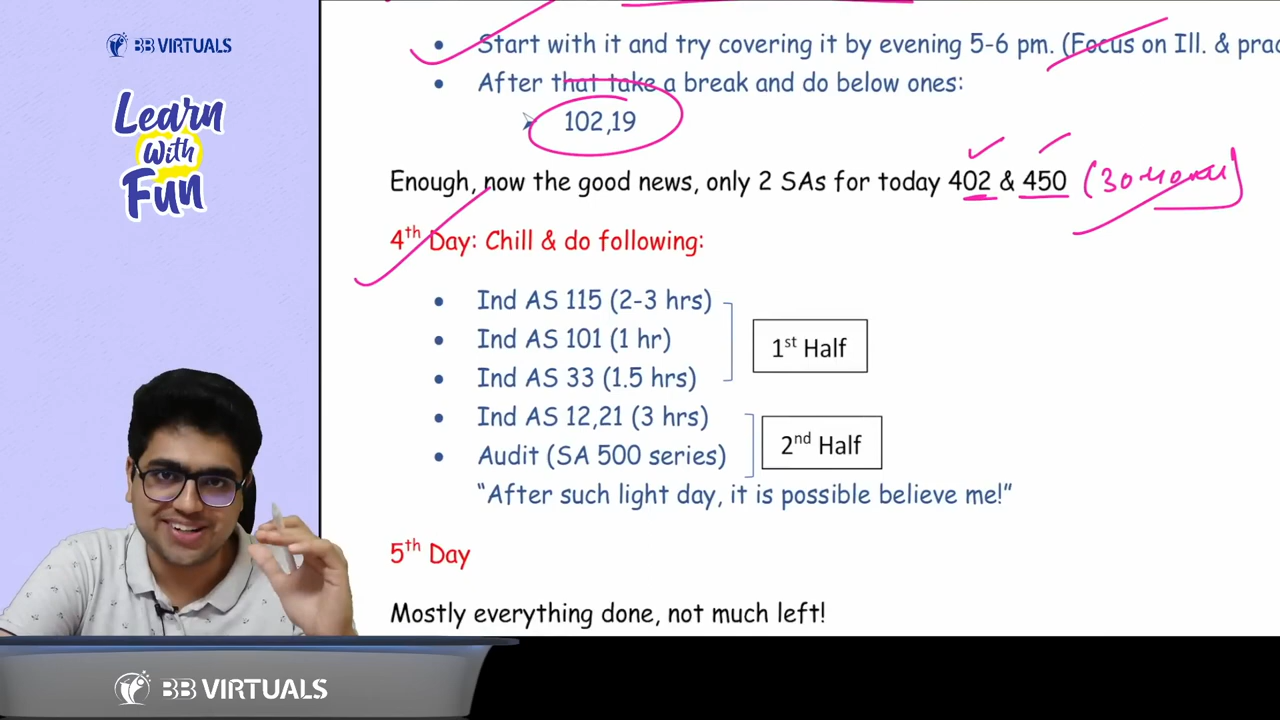 BB VIRTUALS
Learn
With
Fun
• Start with it and try covering it by evening 5-6 pm. (Focus on Ill. &
• After that take a break and do below ones:
➤ 102,19
Enough, now the good news, only 2 SAs for today 402 & 450
4th Day: Chill & do following:
• Ind AS 115 (2-3 hrs)
• Ind AS 101 (1 hr)
• Ind AS 33 (1.5 hrs)
1st Half
• Ind AS 12,21 (3 hrs)
• Audit (SA 500 series)
2nd Half
“After such light day, it is possible believe me!”
5th Day
Mostly everything done, not much left!
BB VIRTUALS